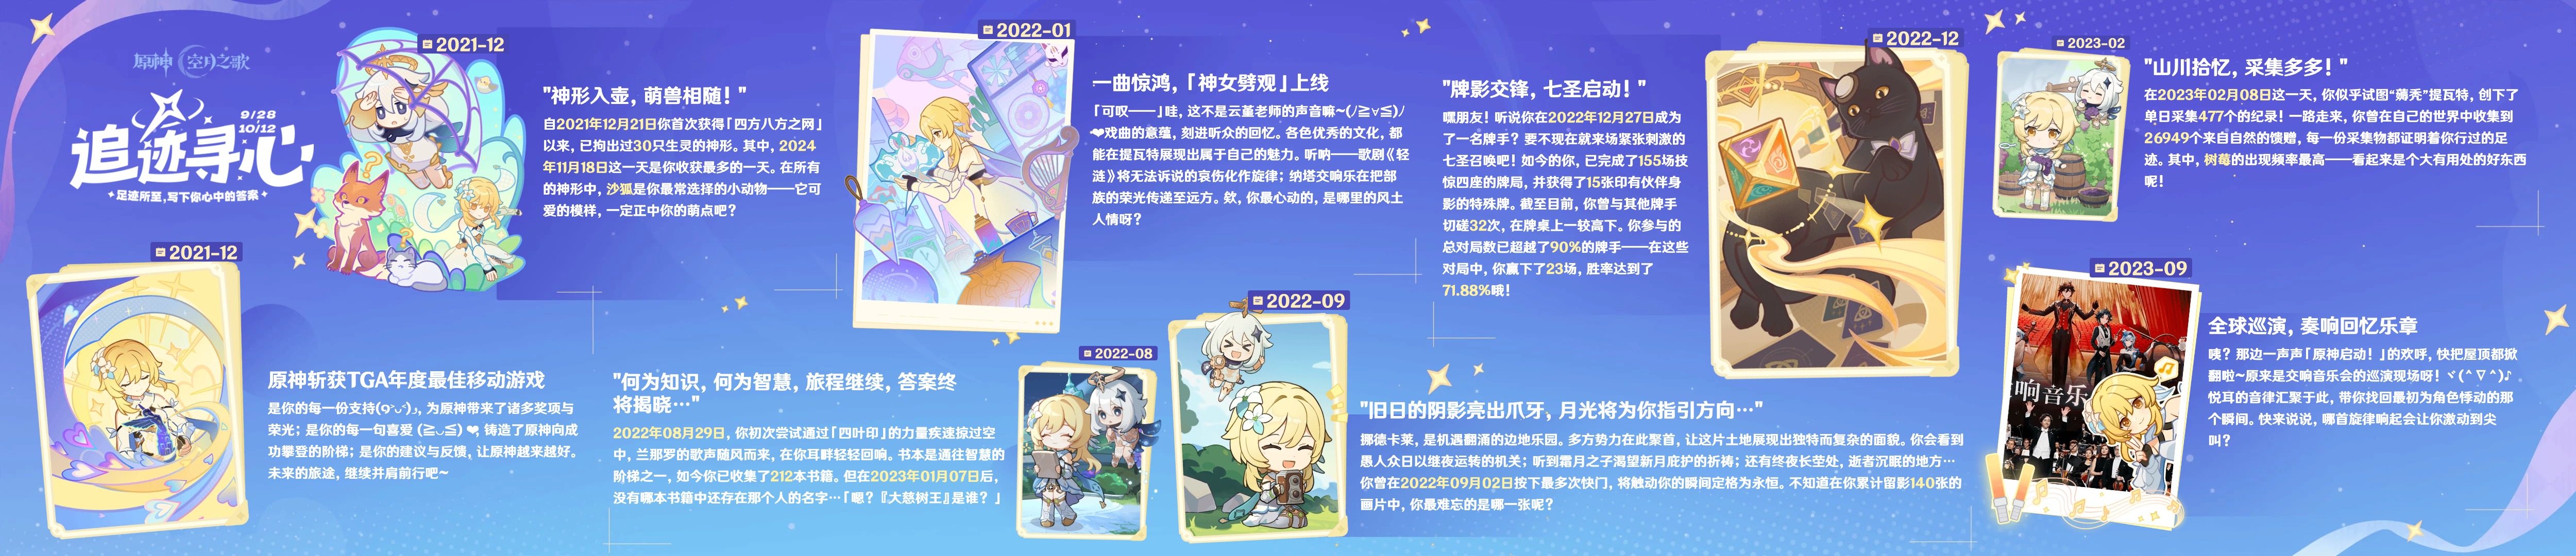 原神 空月之歌
9/28
10/12
追迹寻心
足迹所至,写下你心中的答案
2021-12
"神形入壶,萌兽相随!"
自2021年12月21日你首次获得「四方八方之网」
以来,已拘出过30只生灵的神形。其中,2024
年11月18日这一天是你收获最多的一天。在所有
的神形中,沙狐是你最常选择的小动物——它可
爱的模样,一定正中你的萌点吧?
2021-12
原神斩获TGA年度最佳移动游戏
是你的每一份支持(ο˘◡˘),为原神带来了诸多奖项与
荣光;是你的每一句喜爱 (≧◡≦) ❤ 铸造了原神向成
功攀登的阶梯;是你的建议与反馈,让原神越来越好。
未来的旅途,继续并肩前行吧~
2022-01
一曲惊鸿,「神女劈观」上线
「可叹——」哇,这不是云堇老师的声音嘛~(ﾉ≧∀≦)ﾉ
❤戏曲的意蕴,刻进听众的回忆。各色优秀的文化,都
能在提瓦特展现出属于自己的魅力。听呐——歌剧《轻
涟》将无法诉说的哀伤化作旋律;纳塔交响乐在把部
族的荣光传递至远方。欸,你最心动的,是哪里的风土
人情呀?
2022-08
"何为知识,何为智慧,旅程继续,答案终
将揭晓…"
2022年08月29日,你初次尝试通过「四叶印」的力量疾速掠过空
中,兰那罗的歌声随风而来,在你耳畔轻轻回响。书本是通往智慧的
阶梯之一,如今你已收集了212本书籍。但在2023年01月07日后,
没有哪本书籍中还存在那个人的名字…「嗯?『大慈树王』是谁?」
2022-09
"旧日的阴影亮出爪牙,月光将为你指引方向…"
挪德卡莱,是机遇翻涌的边地乐园。多方势力在此聚首,让这片土地展现出独特而复杂的面貌。你会看到
愚人众日以继夜运转的机关;听到霜月之子渴望新月庇护的祈祷;还有终夜长茔处,逝者沉眠的地方…
你曾在2022年09月02日按下最多次快门,将触动你的瞬间定格为永恒。不知道在你累计留影140张的
画片中,你最难忘的是哪一张呢?
2022-12
"牌影交锋,七圣启动!"
嘿朋友!听说你在2022年12月27日成为
了一名牌手?要不现在就来场紧张刺激的
七圣召唤吧!如今的你,已完成了155场技
惊四座的牌局,并获得了15张印有伙伴身
影的特殊牌。截至目前,你曾与其他牌手
切磋32次,在牌桌上一较高下。你参与的
总对局数已超越了90%的牌手——在这些
对局中,你赢下了23场,胜率达到了
71.88%哦!
2023-02
"山川拾忆,采集多多!"
在2023年02月08日这一天,你似乎试图“薅秃”提瓦特,创下了
单日采集477个的纪录!一路走来,你曾在自己的世界中收集到
26949个来自自然的馈赠,每一份采集物都证明着你行过的足
迹。其中,树莓的出现频率最高——看起来是个大有用处的好东西
呢!
2023-09
响音乐
全球巡演,奏响回忆乐章
咦?那边一声声「原神启动!」的欢呼,快把屋顶都掀
翻啦~原来是交响音乐会的巡演现场呀!ヾ(^∇^)♪
悦耳的音律汇聚于此,带你找回最初为角色悸动的那
个瞬间。快来说说,哪首旋律响起会让你激动到尖
叫?